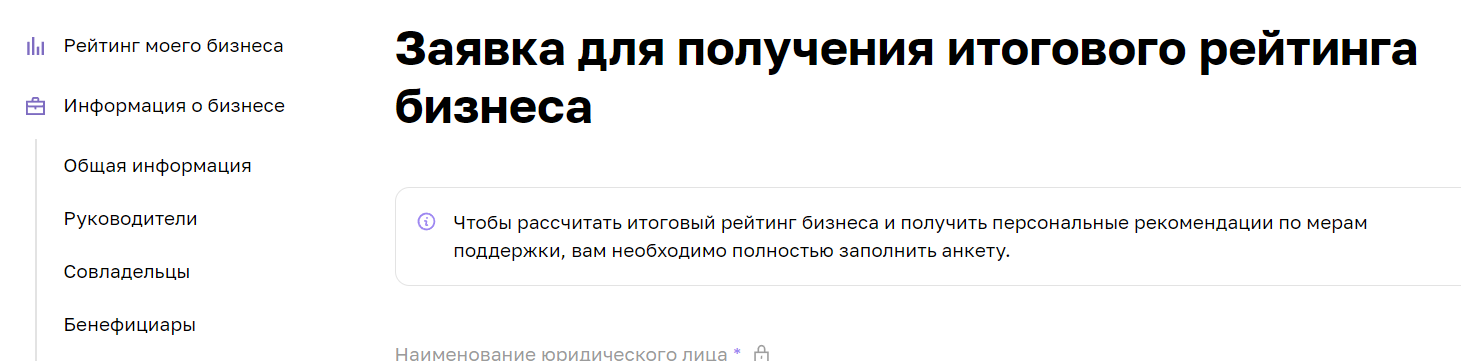 Рейтинг моего бизнеса
Информация о бизнесе
Общая информация
Руководители
Совладельцы
Бенефициары
Заявка для получения итогового рейтинга
бизнеса
Чтобы рассчитать итоговый рейтинг бизнеса и получить персональные рекомендации по мерам
поддержки, вам необходимо полностью заполнить анкету.
Наименование юридического лица *